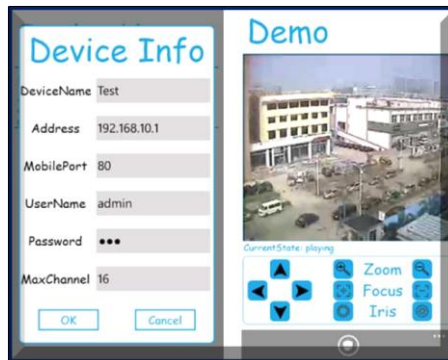 Device Info
DeviceName Test
Address 192.168.10.1
MobilePort 80
UserName admin
Password •••
MaxChannel 16
OK Cancel
Demo
CurrentState: playing
Zoom
Focus
Iris